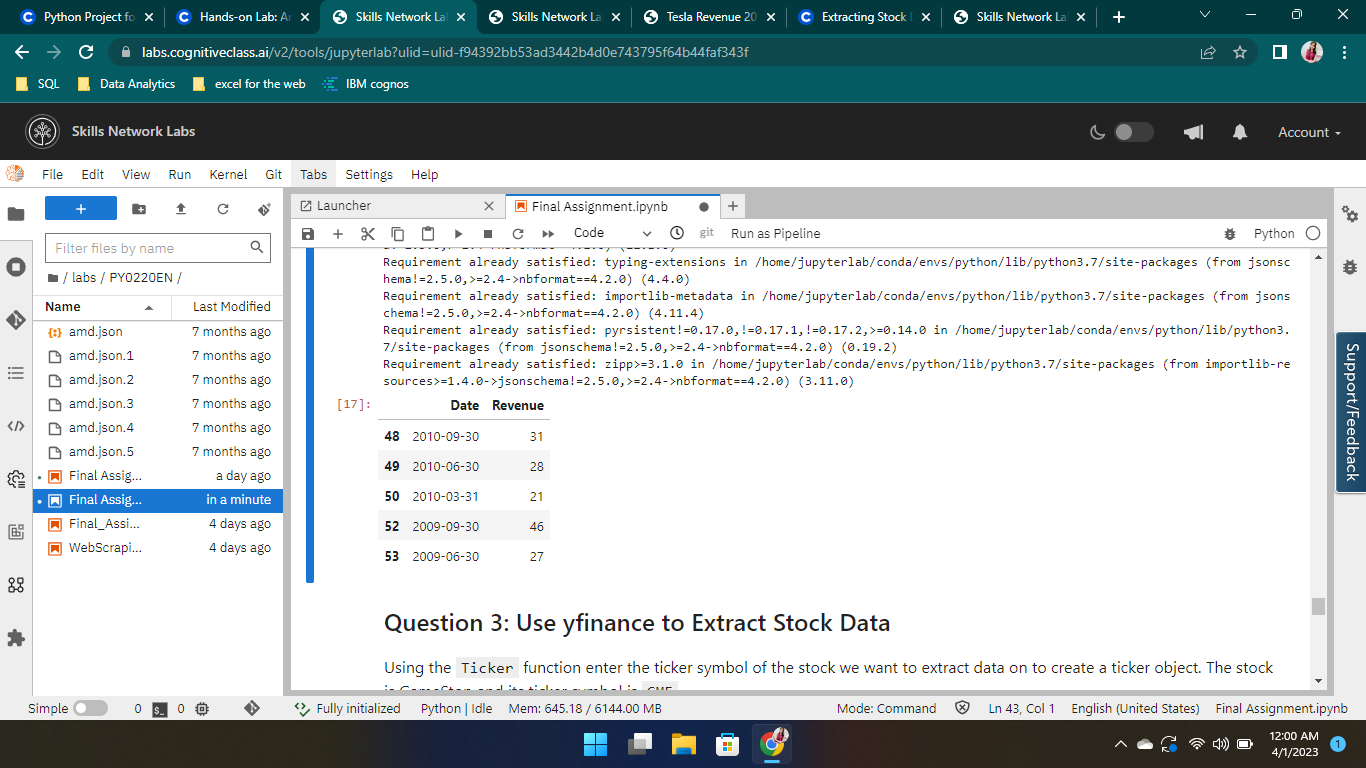 Python Project fo
Hands-on Lab: A
Skills Network La
Skills Network La
Tesla Revenue 20
Extracting Stock
Skills Network La
labs.cognitiveclass.ai/v2/tools/jupyterlab?ulid=ulid-f94392bb53ad3442b4d0e743795f64b44faf343f
SQL
Data Analytics
excel for the web
IBM cognos
Skills Network Labs
Account
File Edit View Run Kernel Git Tabs Settings Help
Launcher
Final Assignment.ipynb
Code
git
Run as Pipeline
Python
Filter files by name
/ labs / PY0220EN /
Name Last Modified
amd.json 7 months ago
amd.json.1 7 months ago
amd.json.2 7 months ago
amd.json.3 7 months ago
amd.json.4 7 months ago
amd.json.5 7 months ago
Final Assig... a day ago
Final Assig... in a minute
Final_Assi... 4 days ago
WebScrapi... 4 days ago
Requirement already satisfied: typing-extensions in /home/jupyterlab/conda/envs/python/lib/python3.7/site-packages (from jsonsc
hema!=2.5.0,>=2.4->nbformat==4.2.0) (4.4.0)
Requirement already satisfied: importlib-metadata in /home/jupyterlab/conda/envs/python/lib/python3.7/site-packages (from jsons
chema!=2.5.0,>=2.4->nbformat==4.2.0) (4.11.4)
Requirement already satisfied: pyrsistent!=0.17.0,!=0.17.1,!=0.17.2,>=0.14.0 in /home/jupyterlab/conda/envs/python/lib/python3.
7/site-packages (from jsonschema!=2.5.0,>=2.4->nbformat==4.2.0) (0.19.2)
Requirement already satisfied: zipp>=3.1.0 in /home/jupyterlab/conda/envs/python/lib/python3.7/site-packages (from importlib-re
sources>=1.4.0->jsonschema!=2.5.0,>=2.4->nbformat==4.2.0) (3.11.0)
[17]:
Date Revenue
48 2010-09-30 31
49 2010-06-30 28
50 2010-03-31 21
52 2009-09-30 46
53 2009-06-30 27
Question 3: Use yfinance to Extract Stock Data
Using the Ticker function enter the ticker symbol of the stock we want to extract data on to create a ticker object. The stock
is GameStop and its ticker symbol is GME
Support/Feedback
Simple
0
0
Fully initialized
Python | Idle
Mem: 645.18 / 6144.00 MB
Mode: Command
Ln 43, Col 1
English (United States)
Final Assignment.ipynb
12:00 AM
4/1/2023
1